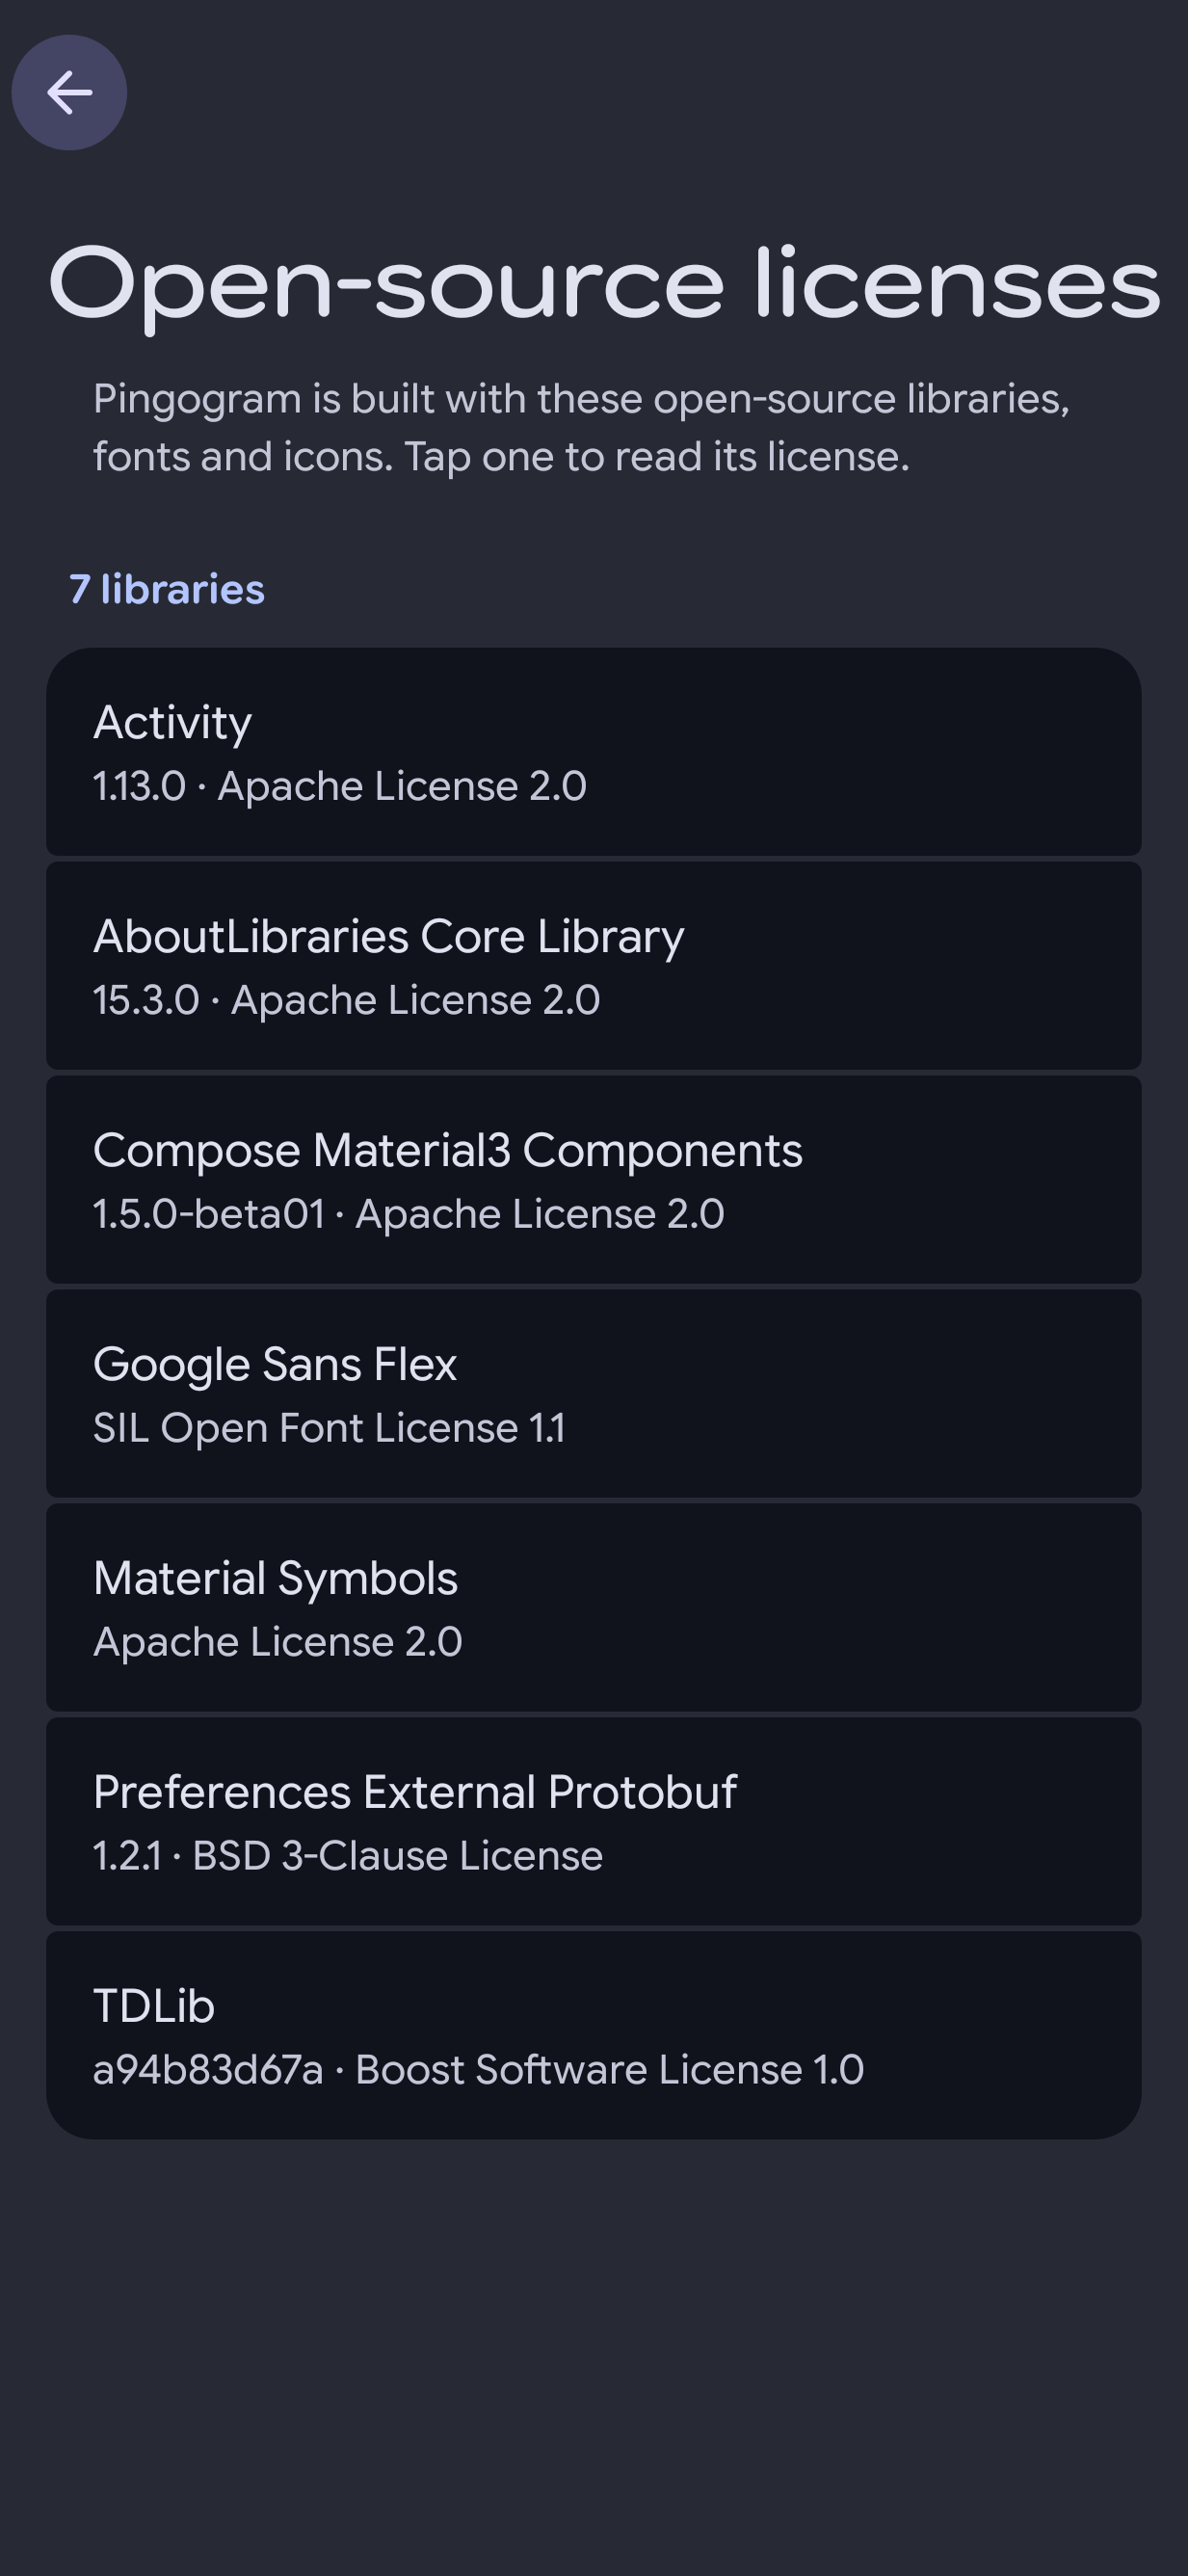 Open-source licenses
Pingogram is built with these open-source libraries,
fonts and icons. Tap one to read its license.
7 libraries
Activity
1.13.0 · Apache License 2.0
AboutLibraries Core Library
15.3.0 · Apache License 2.0
Compose Material3 Components
1.5.0-beta01 · Apache License 2.0
Google Sans Flex
SIL Open Font License 1.1
Material Symbols
Apache License 2.0
Preferences External Protobuf
1.2.1 · BSD 3-Clause License
TDLib
a94b83d67a · Boost Software License 1.0